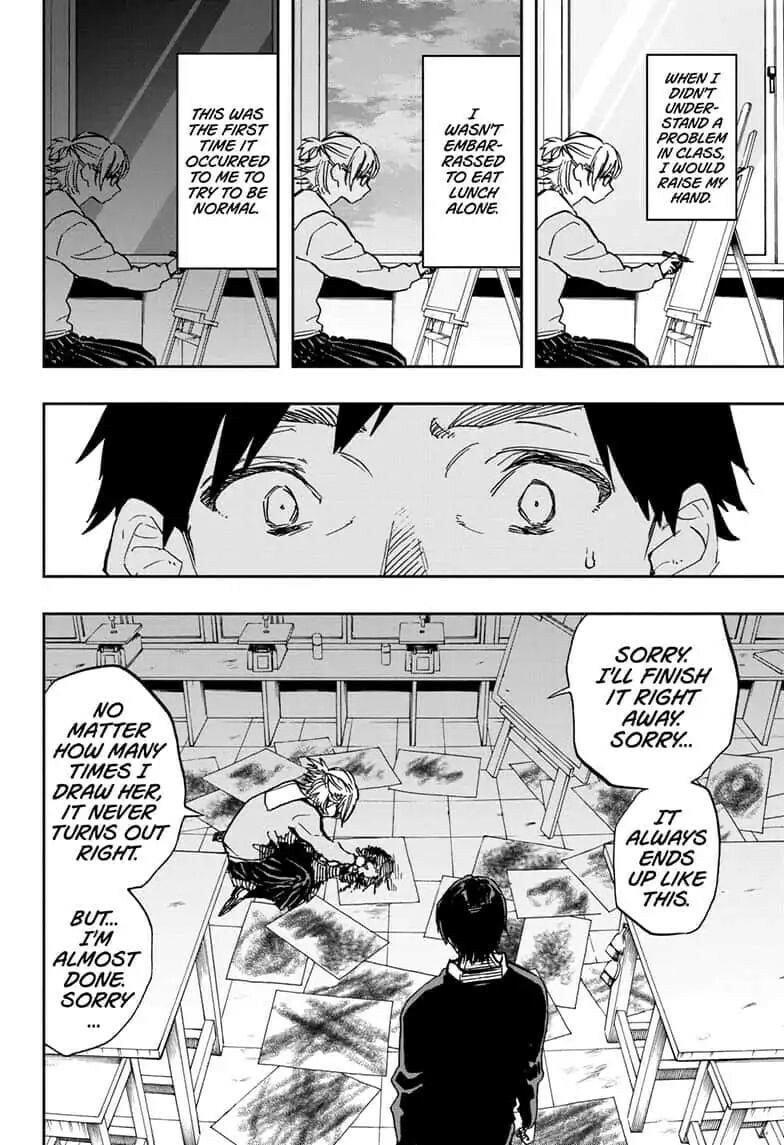 WHEN I
DIDN'T
UNDER-
STAND A
PROBLEM
IN CLASS,
I WOULD
RAISE MY
HAND.
I
WASN'T
EMBAR-
RASSED
TO EAT
LUNCH
ALONE.
THIS WAS
THE FIRST
TIME IT
OCCURRED
TO ME TO
TRY TO BE
NORMAL.
SORRY.
I'LL FINISH
IT RIGHT
AWAY.
SORRY...
IT
ALWAYS
ENDS
UP LIKE
THIS.
NO
MATTER
HOW MANY
TIMES I
DRAW HER,
IT NEVER
TURNS OUT
RIGHT.
BUT...
I'M
ALMOST
DONE.
SORRY
...